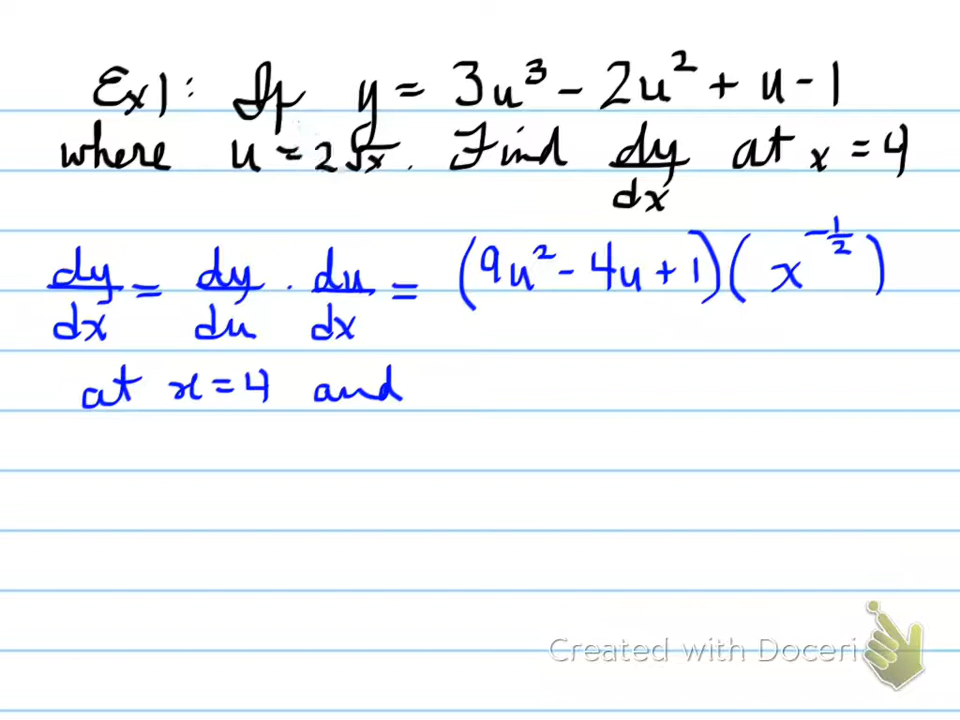 Ex1: If y = 3u³ - 2u² + u - 1
where u = 2√x. Find dy/dx at x = 4
dy/dx = dy/du · du/dx = (9u² - 4u + 1)(x^(-1/2))
at x = 4 and
Created with Doceri